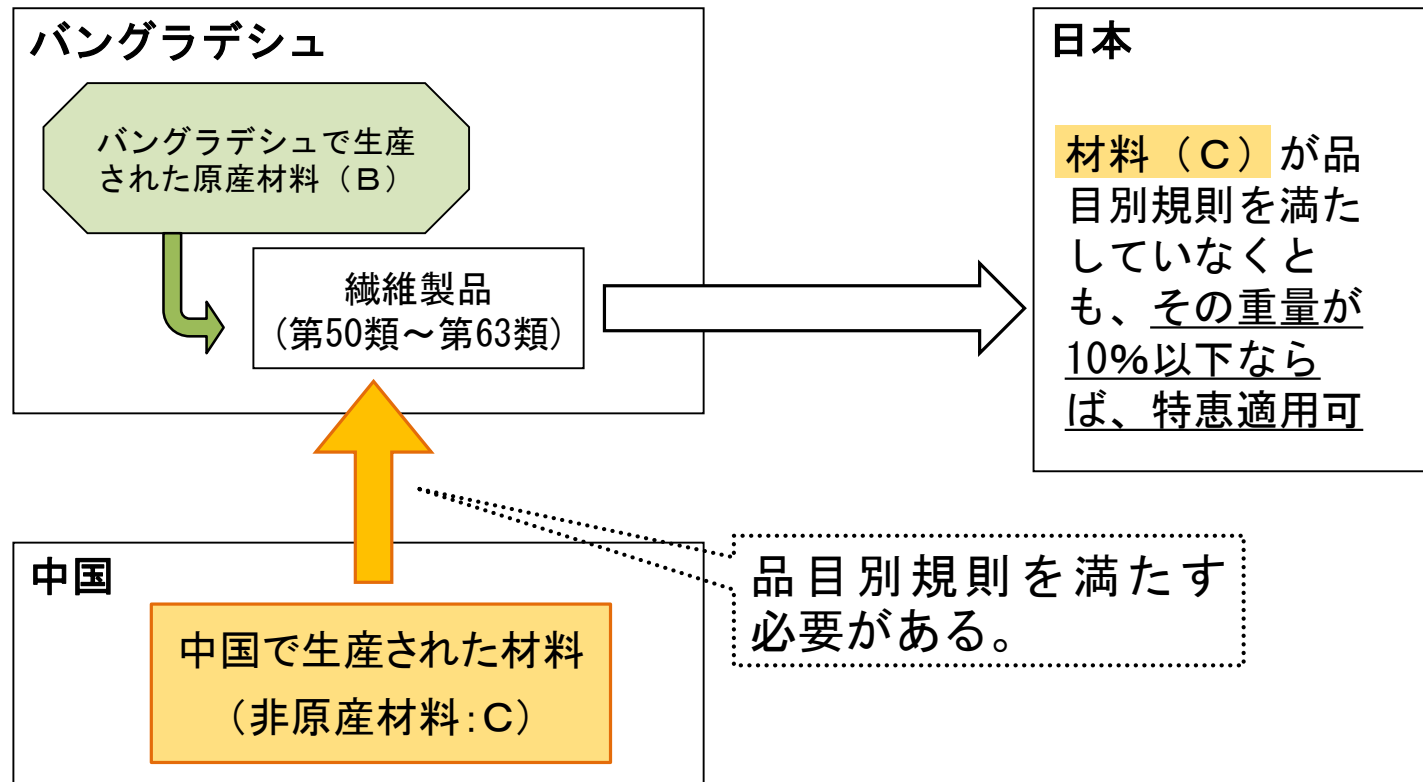 バングラデシュ
バングラデシュで生産
された原産材料（Ｂ）
繊維製品
(第50類～第63類)
日本
材料（Ｃ）が品
目別規則を満た
していなくと
も、その重量が
10%以下なら
ば、特恵適用可
品目別規則を満たす
必要がある。
中国
中国で生産された材料
（非原産材料：Ｃ）